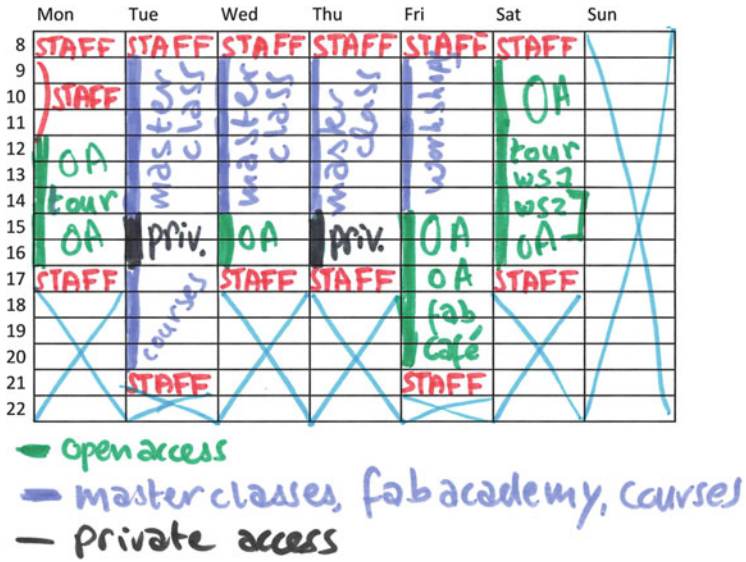 Mon Tue Wed Thu Fri Sat Sun
8 STAFF STAFF STAFF STAFF STAFF STAFF
9
10 STAFF master class master class master class workshop OA
11
12 OA tour
13 ws1
14 tour ws2
15 OA priv. OA priv. OA OA
16
17 STAFF STAFF STAFF OA STAFF
18 courses fab
19 café
20
21 STAFF STAFF
22
open access
master classes, fab academy, courses
private access